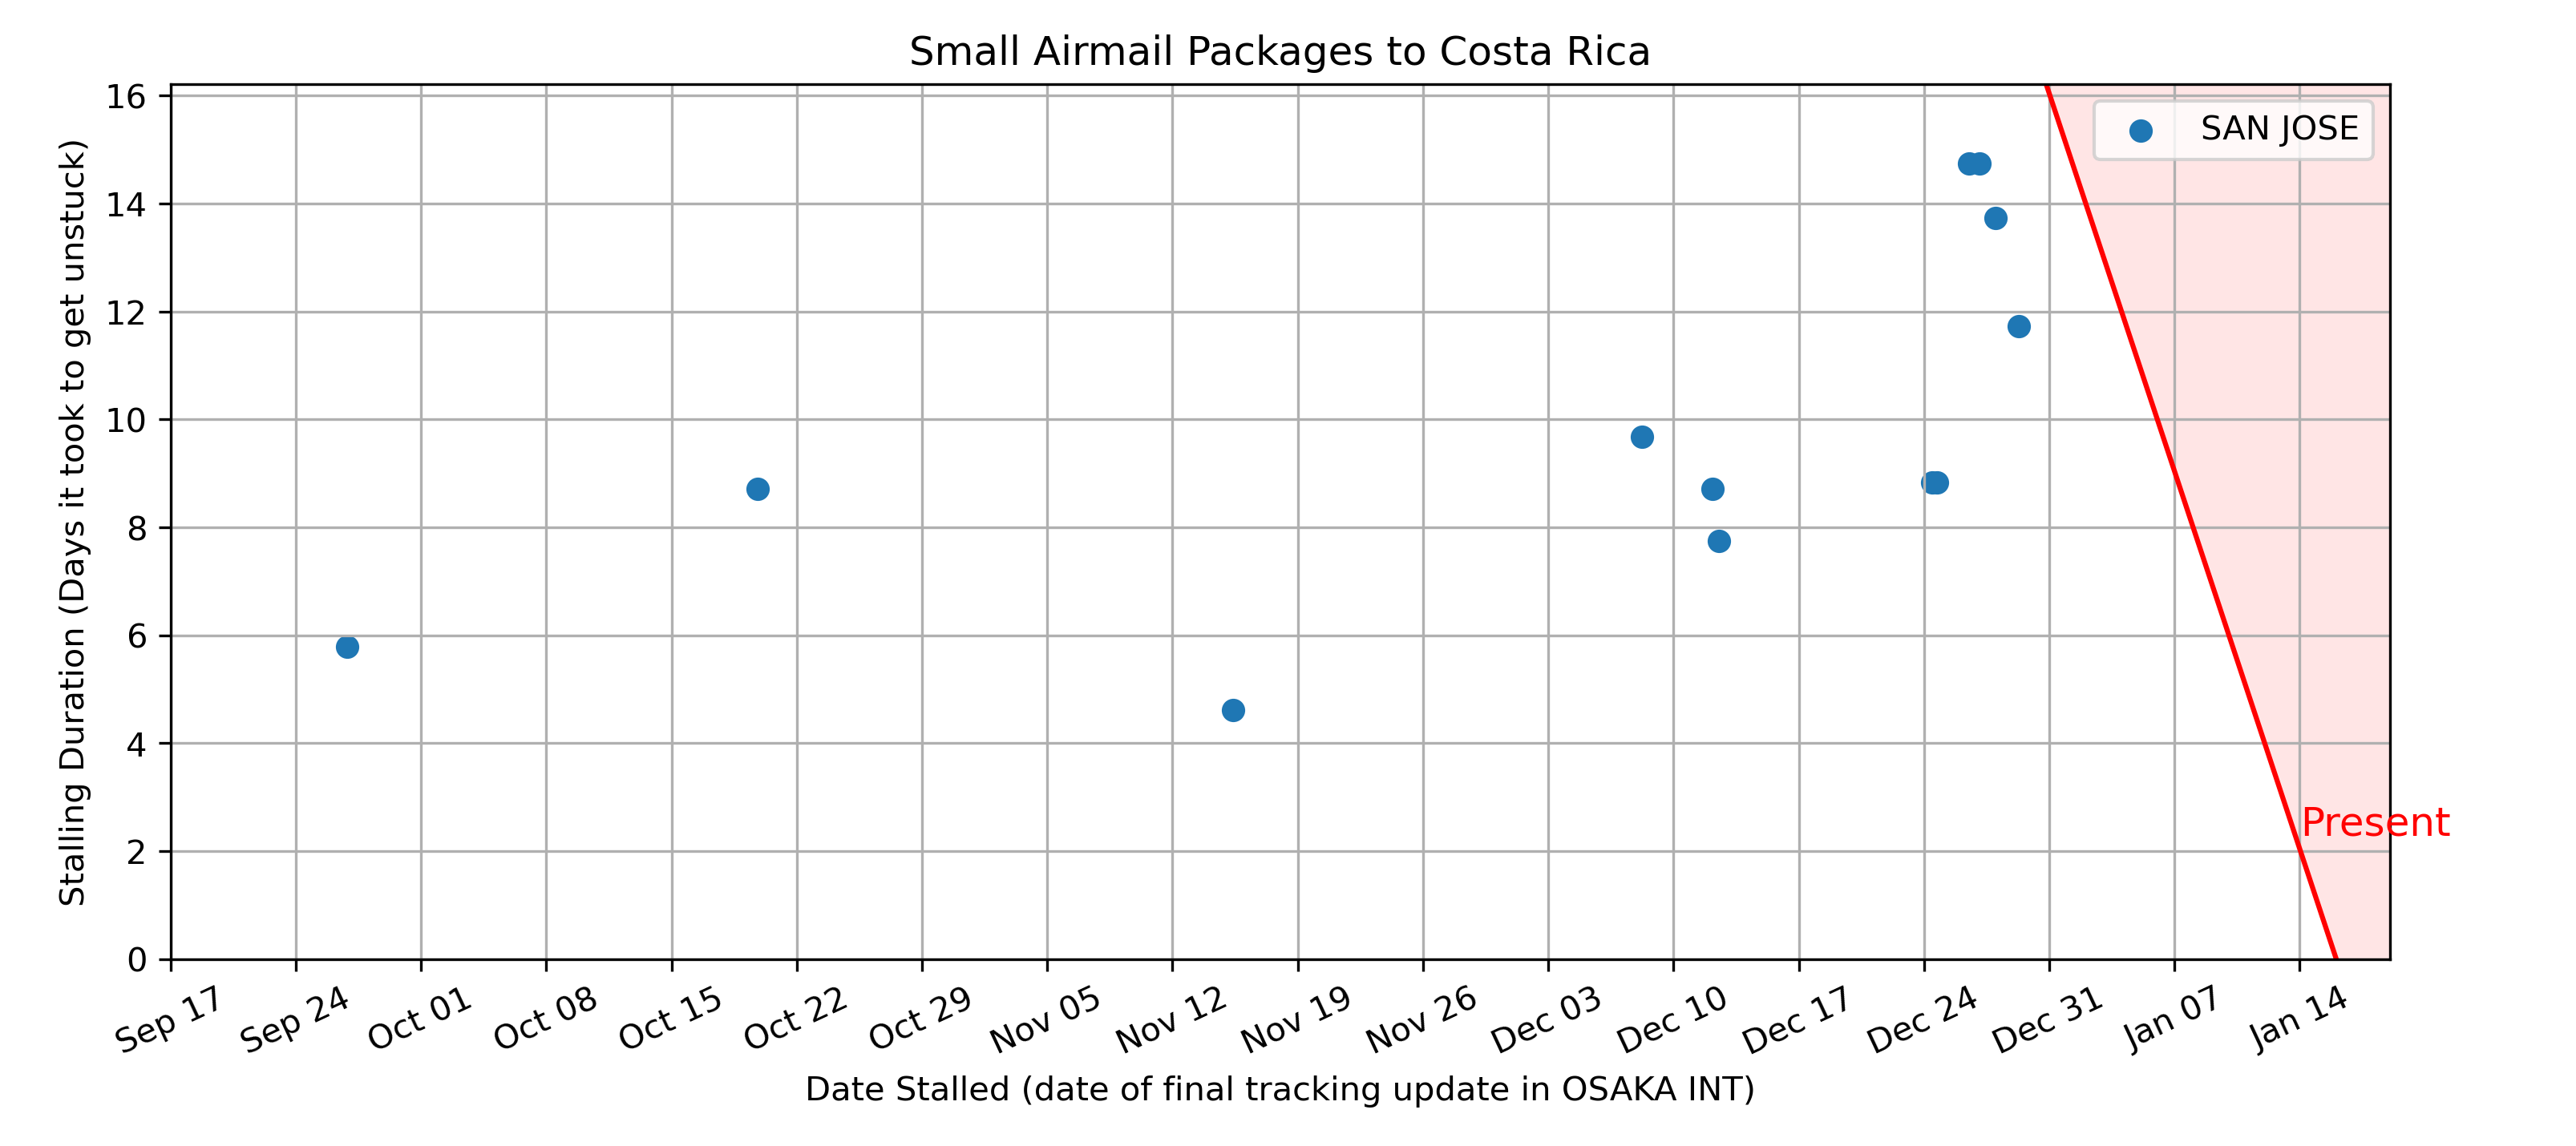 Small Airmail Packages to Costa Rica
SAN JOSE
Stalling Duration (Days it took to get unstuck)
16
14
12
10
8
6
4
2
0
Present
Sep 17 Sep 24 Oct 01 Oct 08 Oct 15 Oct 22 Oct 29 Nov 05 Nov 12 Nov 19 Nov 26 Dec 03 Dec 10 Dec 17 Dec 24 Dec 31 Jan 07 Jan 14
Date Stalled (date of final tracking update in OSAKA INT)